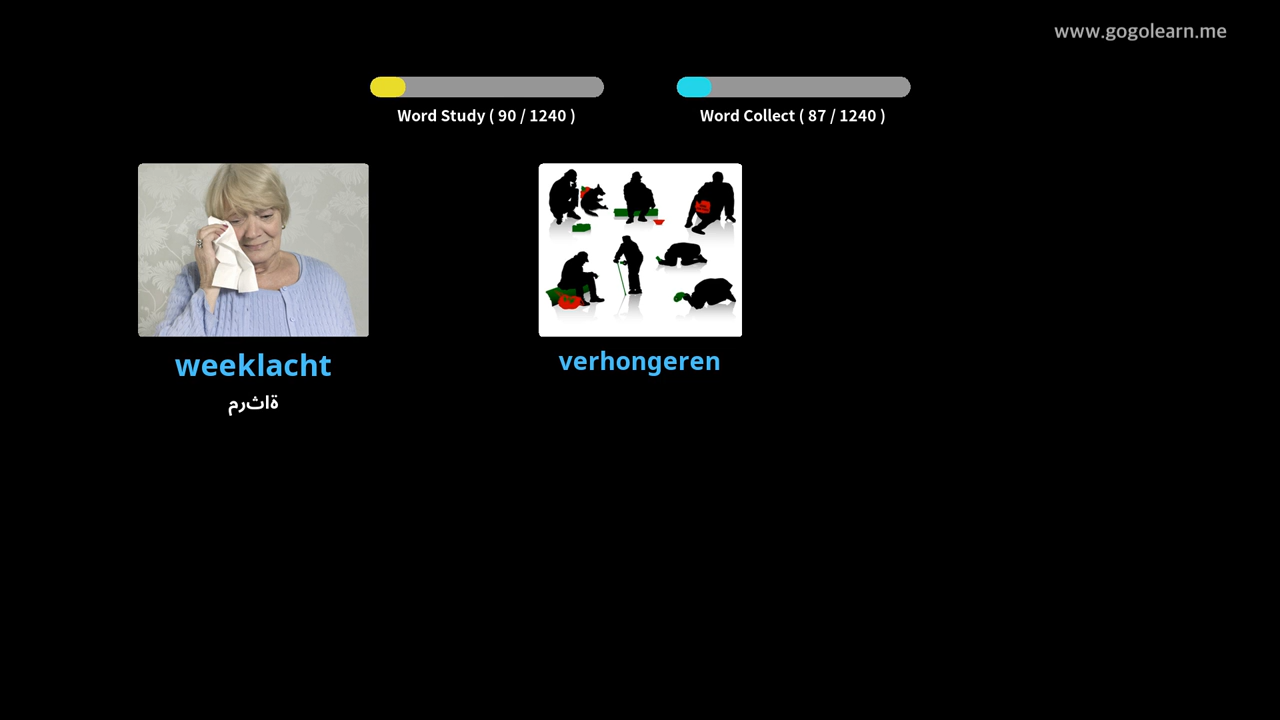 www.gogolearn.me
Word Study ( 90 / 1240 )
Word Collect ( 87 / 1240 )
weeklacht
verhongeren
مرثاة